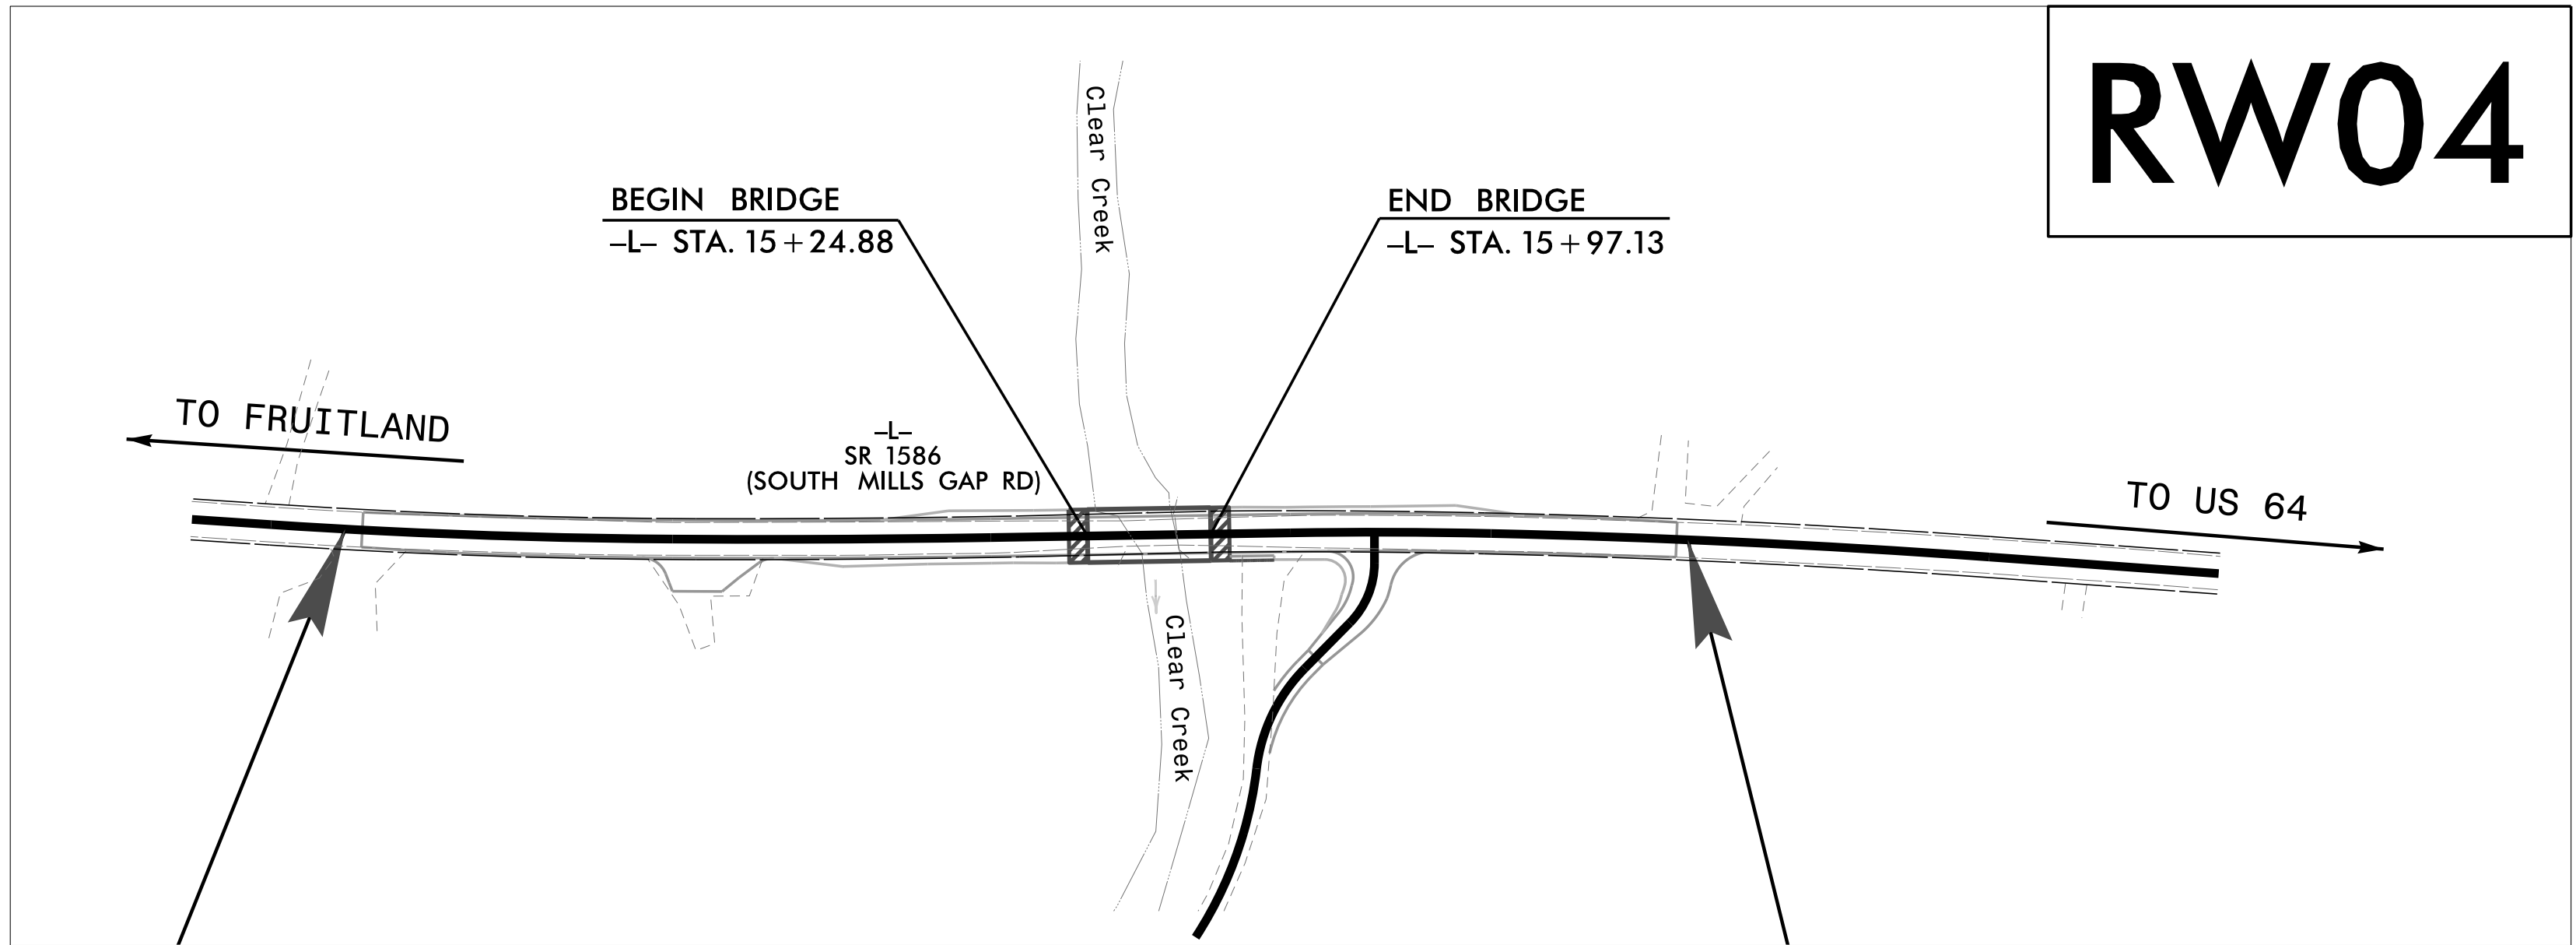 RW04
Clear Creek
BEGIN BRIDGE
–L– STA. 15+24.88
END BRIDGE
–L– STA. 15+97.13
TO FRUITLAND
–L–
SR 1586
(SOUTH MILLS GAP RD)
TO US 64
Clear Creek